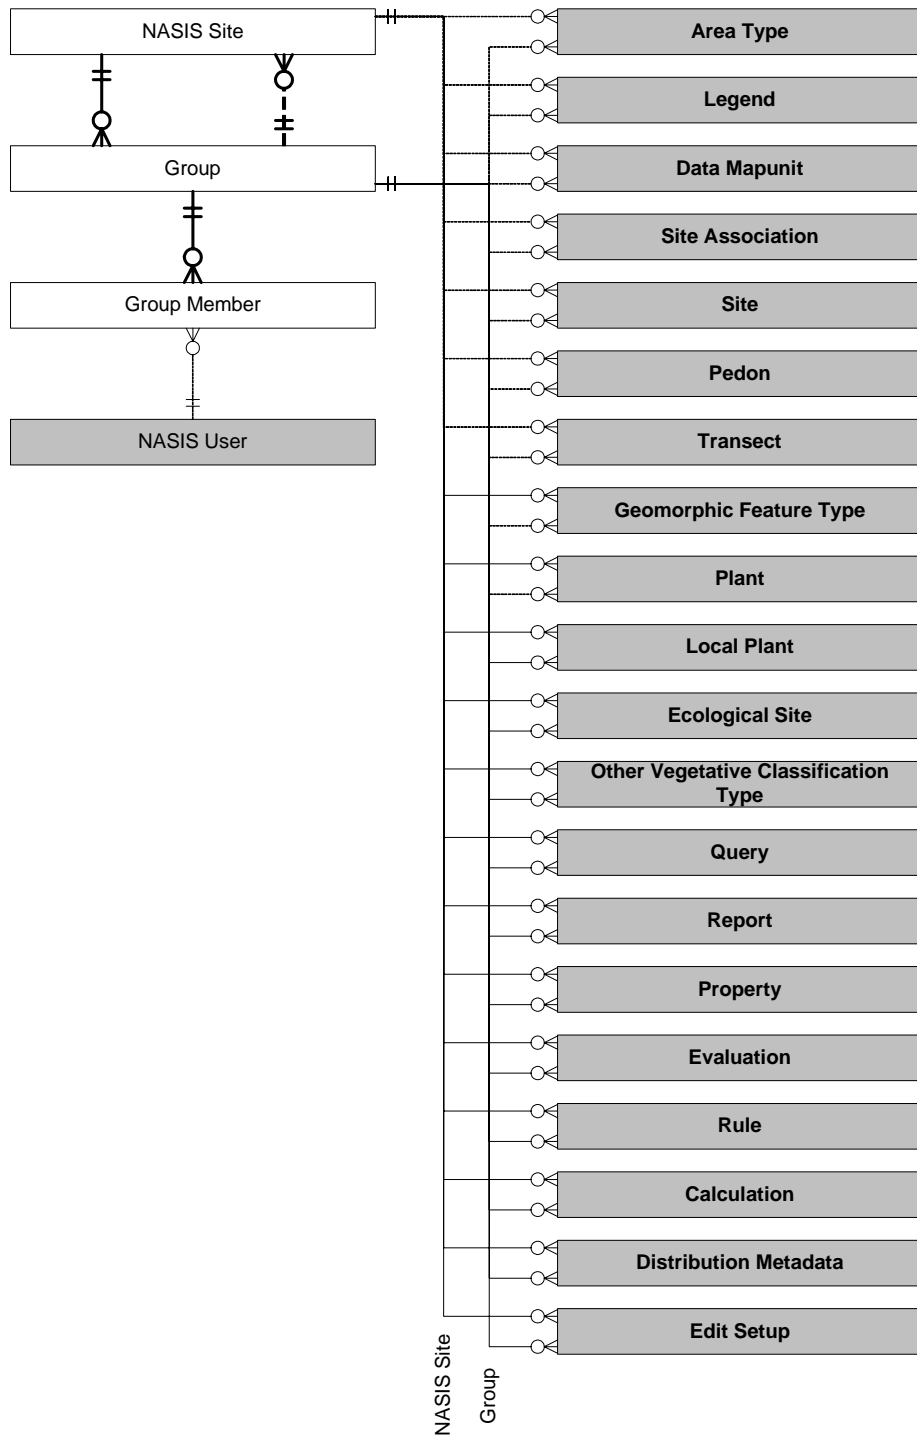 NASIS Site
Group
Group Member
NASIS User
Area Type
Legend
Data Mapunit
Site Association
Site
Pedon
Transect
Geomorphic Feature Type
Plant
Local Plant
Ecological Site
Other Vegetative Classification
Type
Query
Report
Property
Evaluation
Rule
Calculation
Distribution Metadata
Edit Setup
NASIS Site
Group